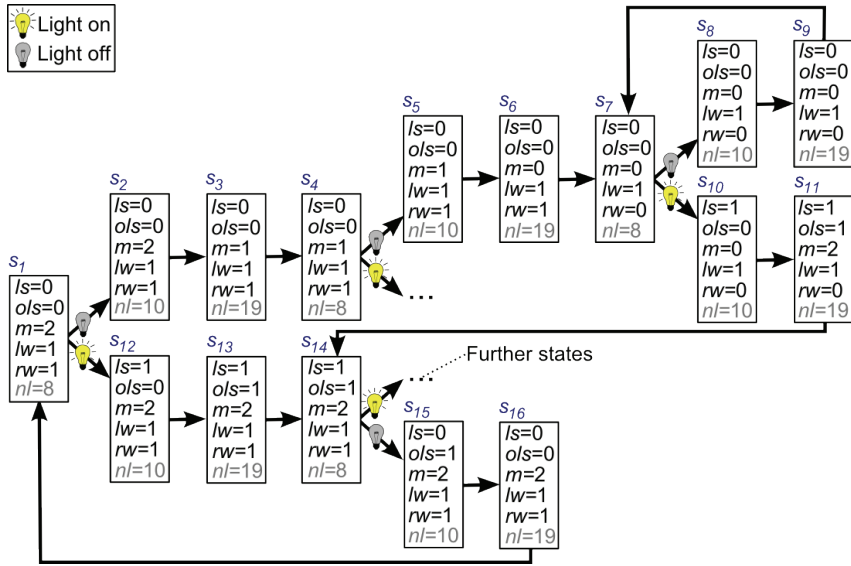 Light on
Light off
s1
ls=0
ols=0
m=2
lw=1
rw=1
nl=8
s2
ls=0
ols=0
m=2
lw=1
rw=1
nl=10
s3
ls=0
ols=0
m=1
lw=1
rw=1
nl=19
s4
ls=0
ols=0
m=1
lw=1
rw=1
nl=8
...
s5
ls=0
ols=0
m=1
lw=1
rw=1
nl=10
s6
ls=0
ols=0
m=0
lw=1
rw=1
nl=19
s7
ls=0
ols=0
m=0
lw=1
rw=0
nl=8
s8
ls=0
ols=0
m=0
lw=1
rw=0
nl=10
s9
ls=0
ols=0
m=0
lw=1
rw=0
nl=19
s10
ls=1
ols=0
m=0
lw=1
rw=0
nl=10
s11
ls=1
ols=1
m=2
lw=1
rw=0
nl=19
s12
ls=1
ols=0
m=2
lw=1
rw=1
nl=10
s13
ls=1
ols=1
m=2
lw=1
rw=1
nl=19
s14
ls=1
ols=1
m=2
lw=1
rw=1
nl=8
Further states
...
s15
ls=0
ols=1
m=2
lw=1
rw=1
nl=10
s16
ls=0
ols=0
m=2
lw=1
rw=1
nl=19